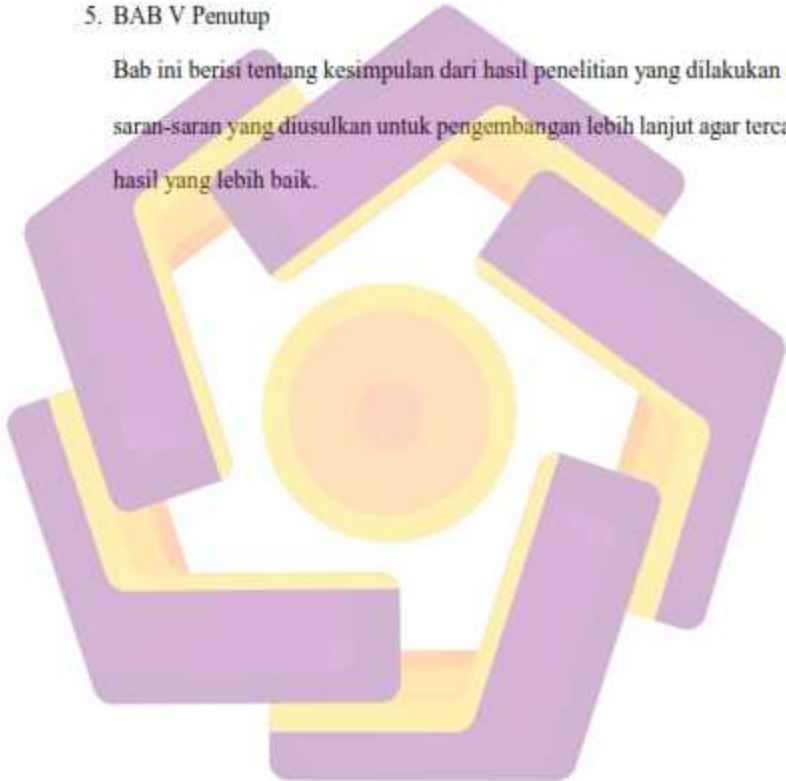 5. BAB V Penutup
Bab ini berisi tentang kesimpulan dari hasil penelitian yang dilakukan
saran-saran yang diusulkan untuk pengembangan lebih lanjut agar terca
hasil yang lebih baik.